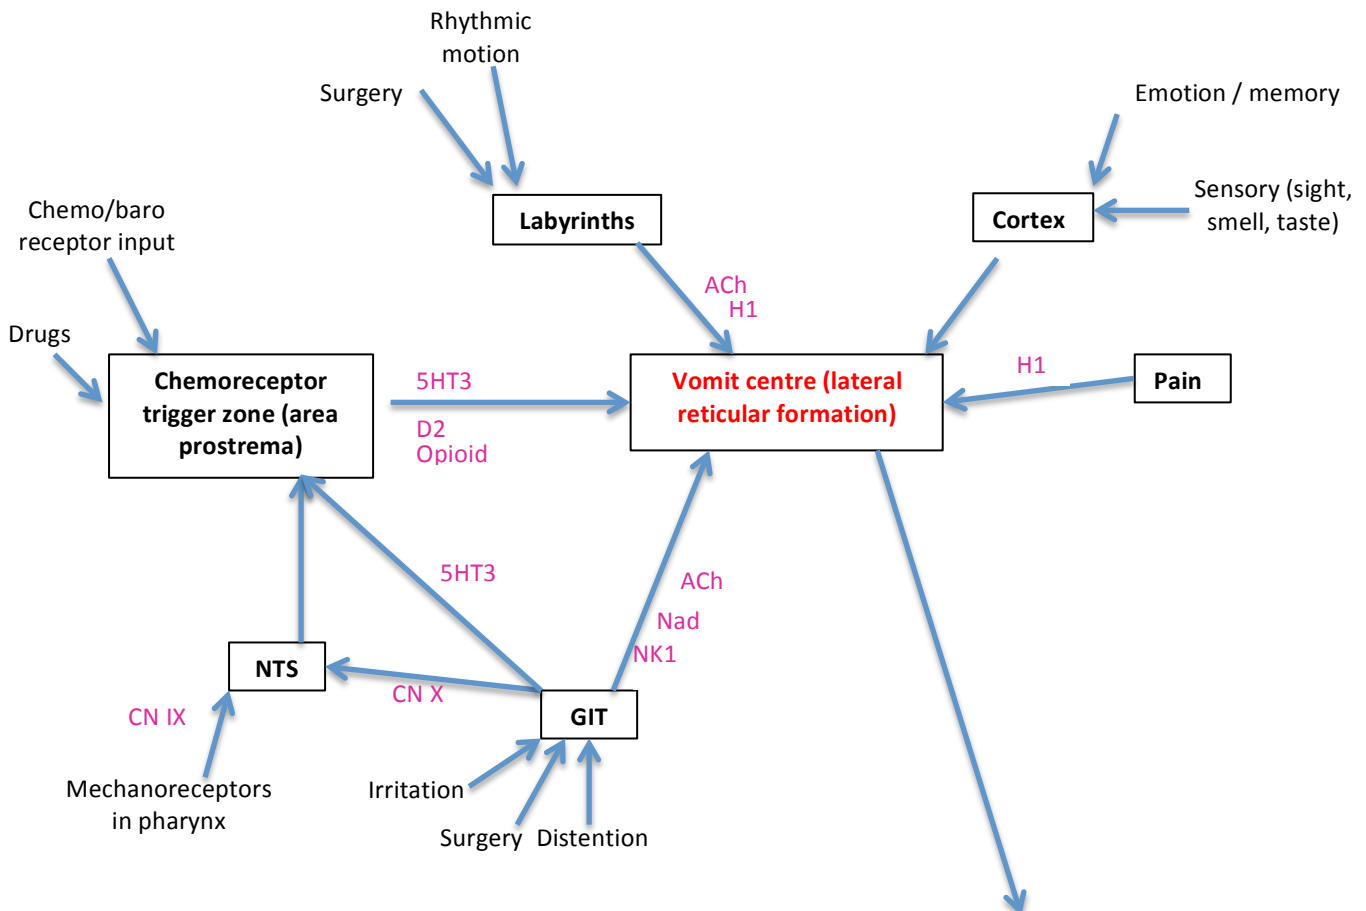 Rhythmic
motion
Surgery
Emotion / memory
Labyrinths
Cortex
Sensory (sight,
smell, taste)
Chemo/baro
receptor input
ACh
H1
Drugs
Chemoreceptor
trigger zone (area
prostrema)
5HT3
D2
Opioid
Vomit centre (lateral
reticular formation)
H1
Pain
5HT3
ACh
Nad
NK1
NTS
CN X
CN IX
GIT
Mechanoreceptors
in pharynx
Irritation
Surgery
Distention